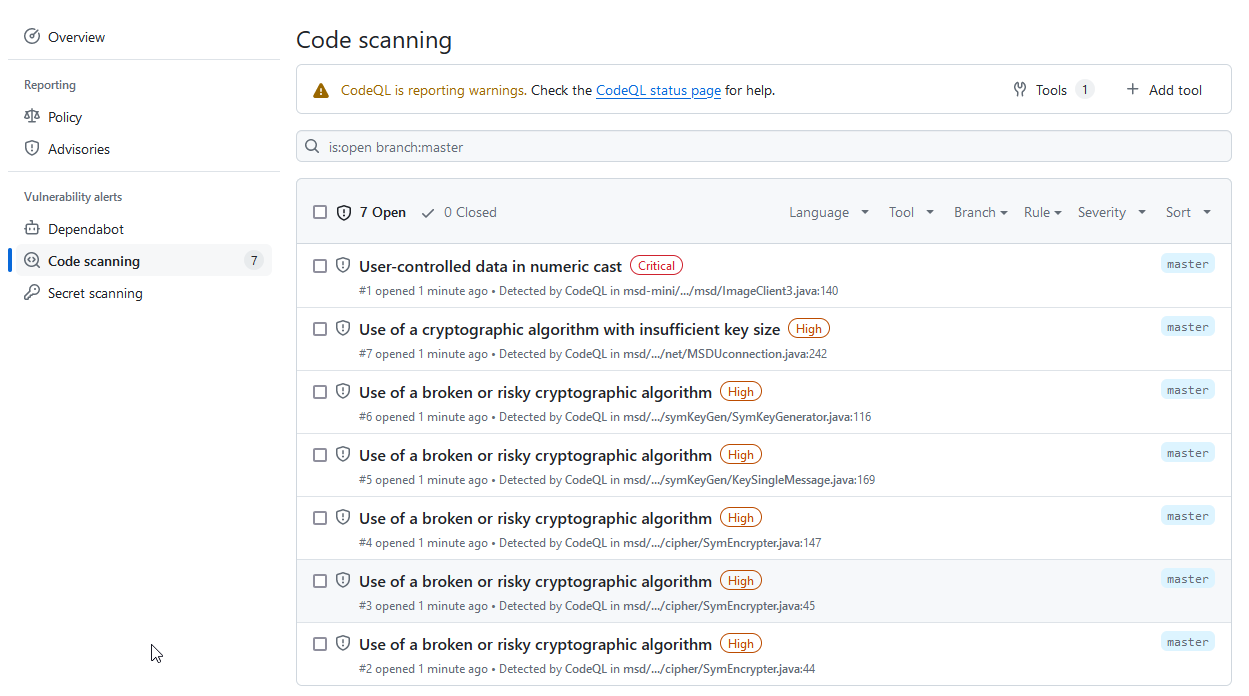 Overview
Reporting
Policy
Advisories
Vulnerability alerts
Dependabot
Code scanning 7
Secret scanning
Code scanning
CodeQL is reporting warnings. Check the CodeQL status page for help. Tools 1 Add tool
is:open branch:master
7 Open 0 Closed Language Tool Branch Rule Severity Sort
User-controlled data in numeric cast Critical master
#1 opened 1 minute ago • Detected by CodeQL in msd-mini/.../msd/ImageClient3.java:140
Use of a cryptographic algorithm with insufficient key size High master
#7 opened 1 minute ago • Detected by CodeQL in msd/.../net/MSDUconnection.java:242
Use of a broken or risky cryptographic algorithm High master
#6 opened 1 minute ago • Detected by CodeQL in msd/.../symKeyGen/SymKeyGenerator.java:116
Use of a broken or risky cryptographic algorithm High master
#5 opened 1 minute ago • Detected by CodeQL in msd/.../symKeyGen/KeySingleMessage.java:169
Use of a broken or risky cryptographic algorithm High master
#4 opened 1 minute ago • Detected by CodeQL in msd/.../cipher/SymEncrypter.java:147
Use of a broken or risky cryptographic algorithm High master
#3 opened 1 minute ago • Detected by CodeQL in msd/.../cipher/SymEncrypter.java:45
Use of a broken or risky cryptographic algorithm High master
#2 opened 1 minute ago • Detected by CodeQL in msd/.../cipher/SymEncrypter.java:44